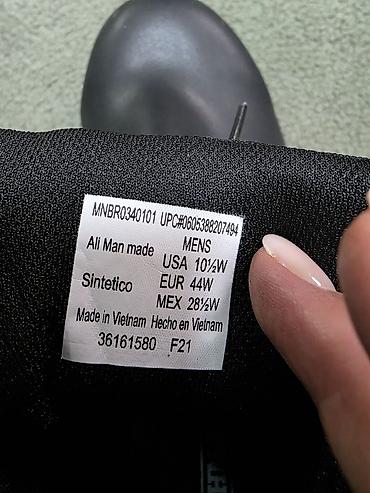 MNBR0340101 UPC#0605388207494
All Man made MENS
USA 10½W
Sintetico EUR 44W
MEX 28½W
Made in Vietnam Hecho en Vietnam
36161580 F21